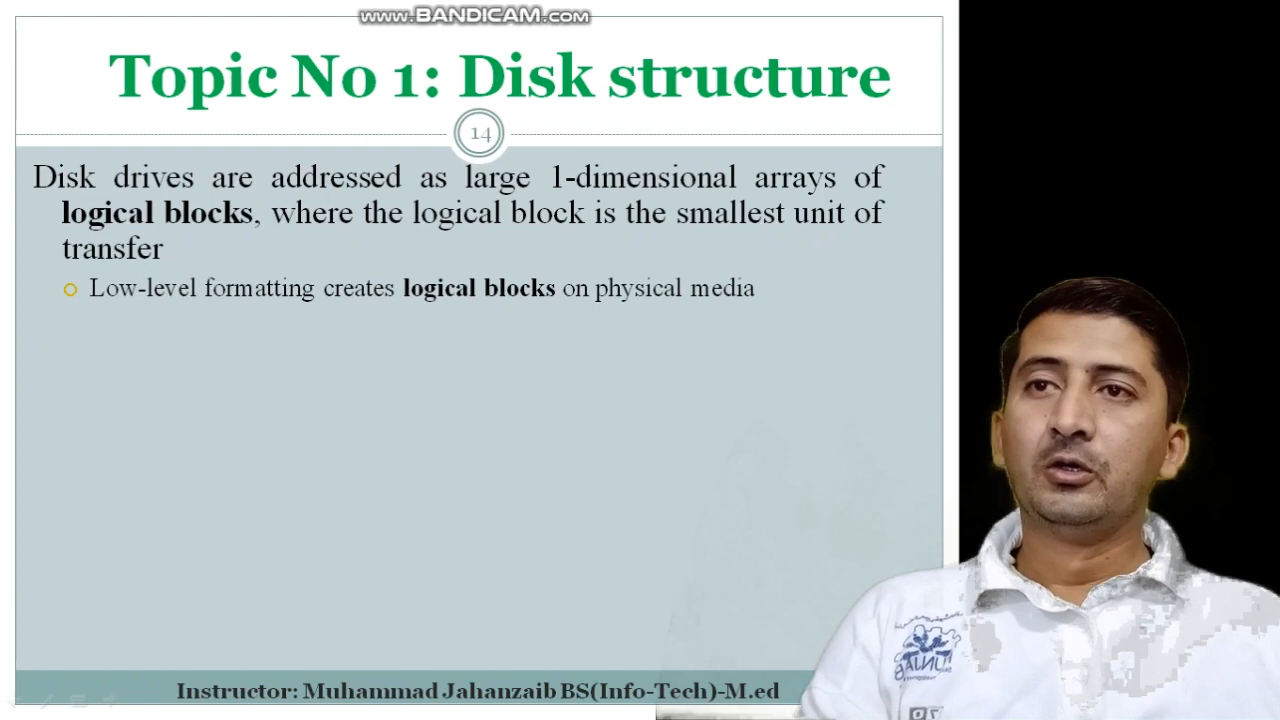 www.BANDICAM.com
Topic No 1: Disk structure
14
Disk drives are addressed as large 1-dimensional arrays of
logical blocks, where the logical block is the smallest unit of
transfer
Low-level formatting creates logical blocks on physical media
Instructor: Muhammad Jahanzaib BS(Info-Tech)-M.ed